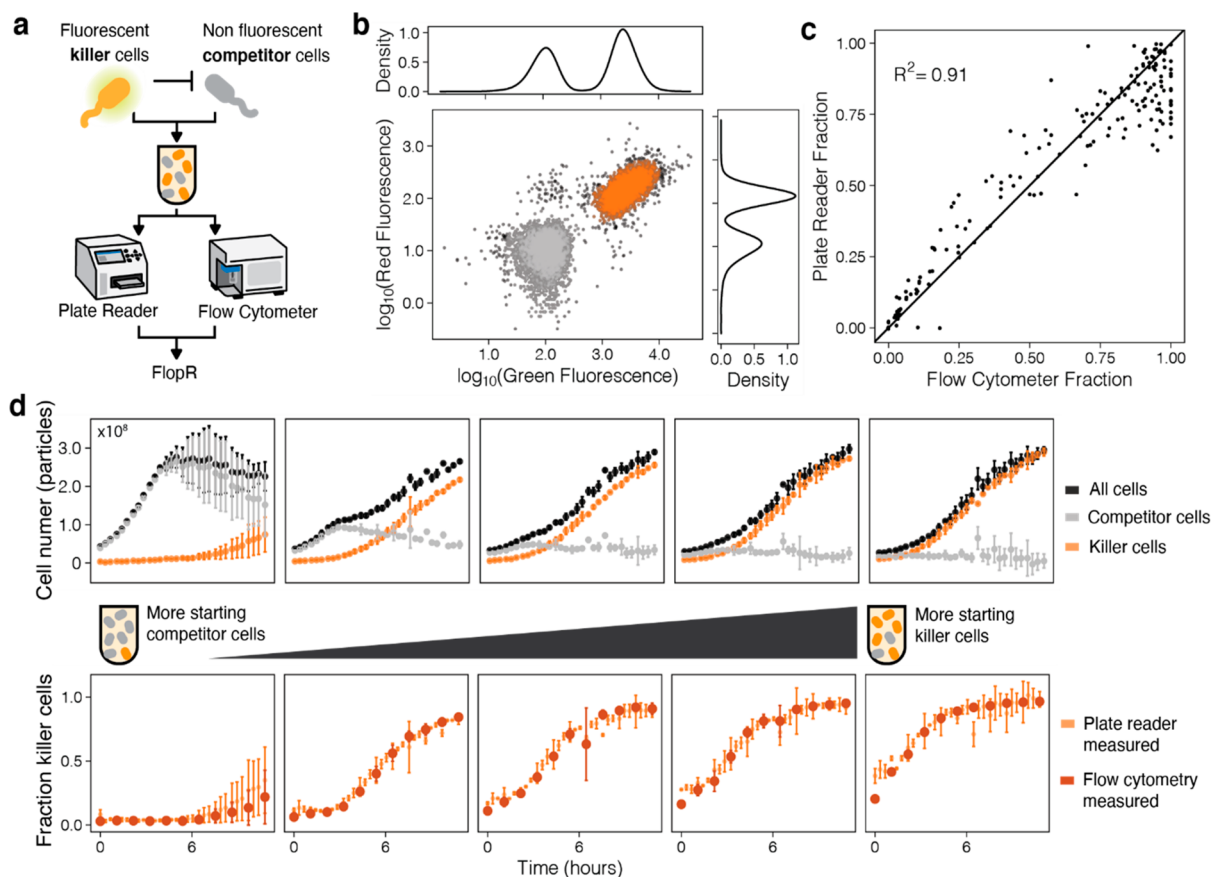 a
Fluorescent
killer cells
Non fluorescent
competitor cells
Plate Reader
Flow Cytometer
FlopR
b
Density
1.0
0.5
0.0
log10(Red Fluorescence)
3.0
2.0
1.0
0.0
1.0 2.0 3.0 4.0
log10(Green Fluorescence)
0.0 0.5 1.0
Density
c
R2= 0.91
Plate Reader Fraction
1.00
0.75
0.50
0.25
0.00
0.00 0.25 0.50 0.75 1.00
Flow Cytometer Fraction
d
Cell numer (particles)
x10⁸
3.0
2.0
1.0
0
All cells
Competitor cells
Killer cells
More starting
competitor cells
More starting
killer cells
Fraction killer cells
1.0
0.5
0.0
0 6 0 6 0 6 0 6 0 6
Time (hours)
Plate reader
measured
Flow cytometry
measured